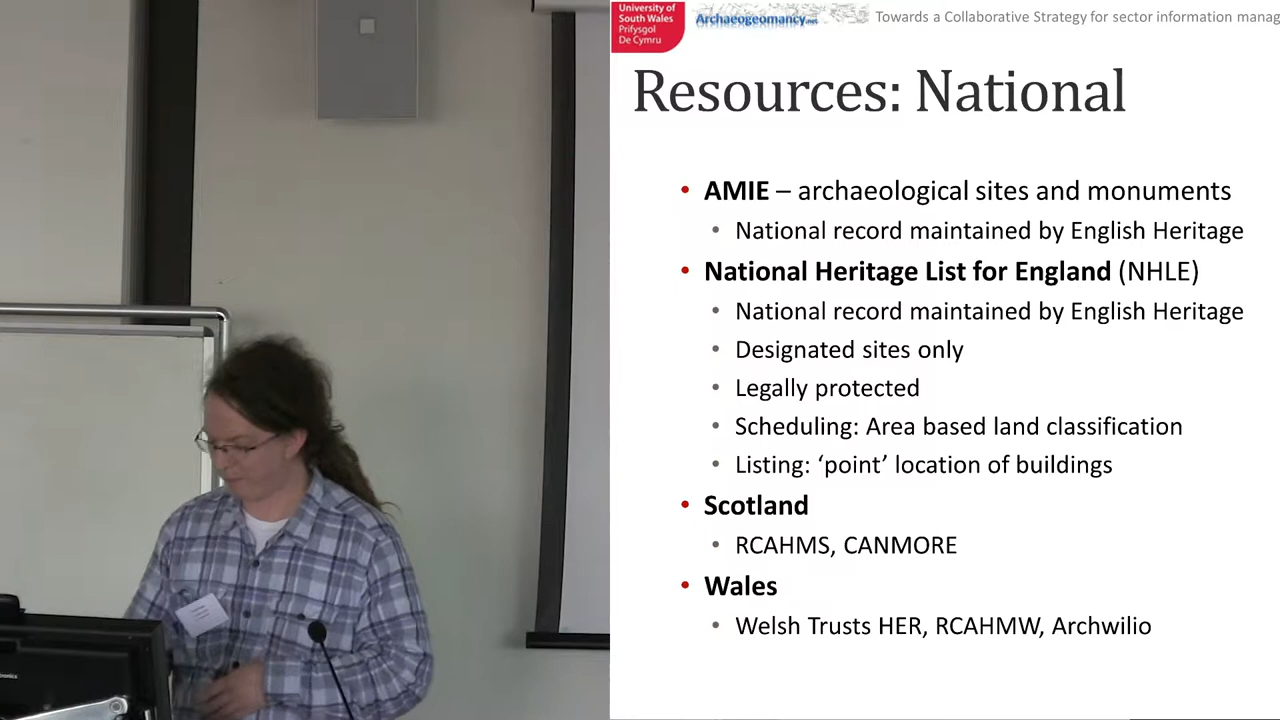 University of
South Wales
Prifysgol
De Cymru
Archaeogeomancy.net
Towards a Collaborative Strategy for sector information manag
Resources: National
• AMIE – archaeological sites and monuments
• National record maintained by English Heritage
• National Heritage List for England (NHLE)
• National record maintained by English Heritage
• Designated sites only
• Legally protected
• Scheduling: Area based land classification
• Listing: ‘point’ location of buildings
• Scotland
• RCAHMS, CANMORE
• Wales
• Welsh Trusts HER, RCAHMW, Archwilio